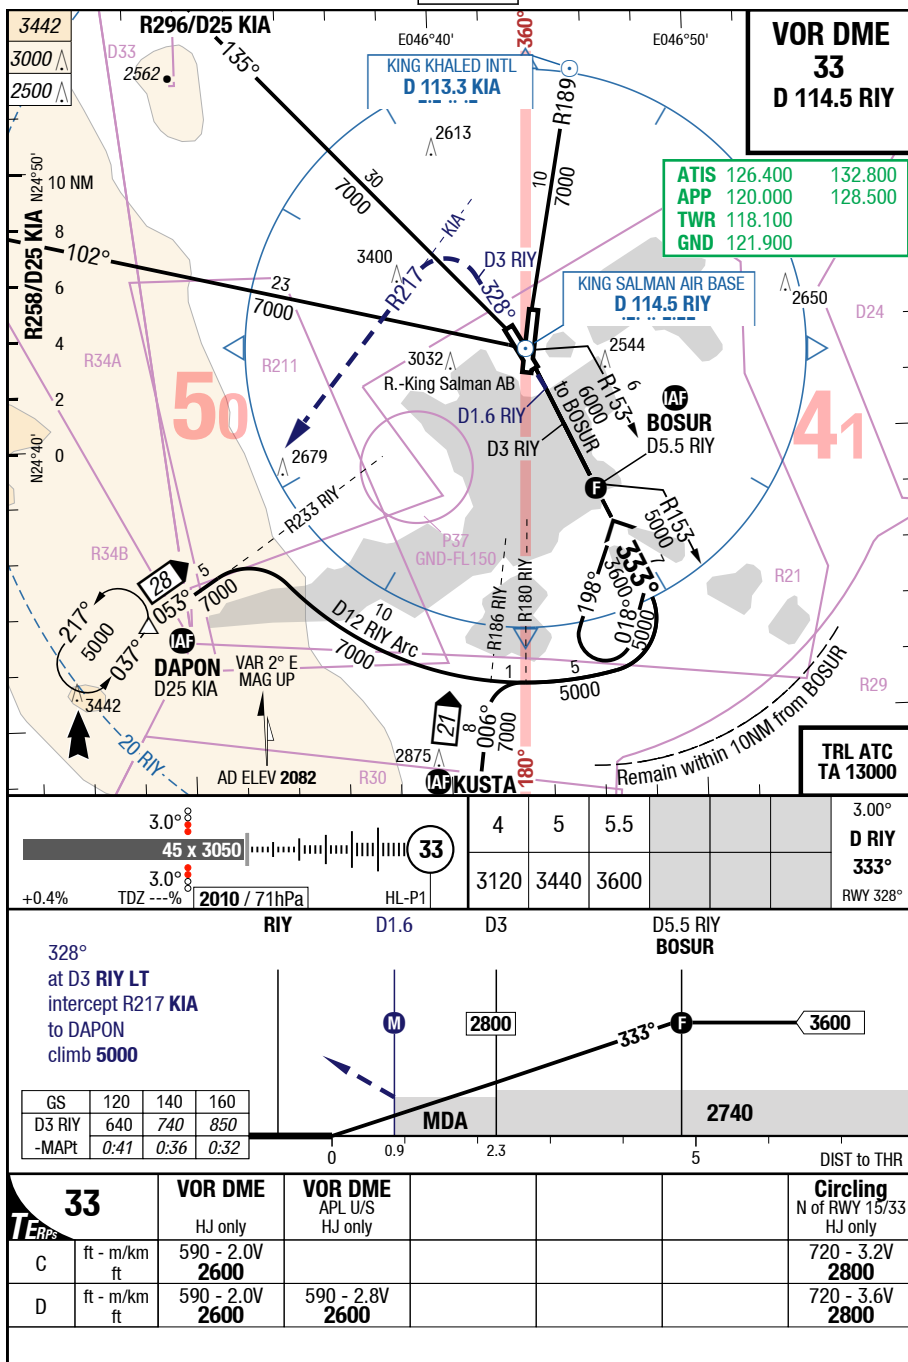 3442
3000
2500
R296/D25 KIA
D33
2562
135°
E046°40'
360°
E046°50'
VOR DME
33
D 114.5 RIY
KING KHALED INTL
D 113.3 KIA
R189
2613
ATIS 126.400 132.800
APP 120.000 128.500
TWR 118.100
GND 121.900
N24°50'
10 NM
30
7000
10
7000
KIA
8
R258/D25 KIA
102°
3400
R217
D3 RIY
328°
23
7000
KING SALMAN AIR BASE
D 114.5 RIY
2650
D24
6
4
R34A
R211
3032
R.-King Salman AB
2544
R153
6
6000
to BOSUR
IAF
BOSUR
D5.5 RIY
50
41
2
D1.6 RIY
D3 RIY
N24°40'
0
2679
R233 RIY
F
R153
5000
P37
GND-FL150
R34B
R21
5
28
053°
7000
217°
5000
037°
10
D12 RIY Arc
7000
R186 RIY
R180 RIY
333°
7
3600
198°
018°
5000
IAF
DAPON
D25 KIA
VAR 2° E
MAG UP
1
5
5000
R29
3442
20 RIY
21
006°
8
7000
2875
180°
Remain within 10NM from BOSUR
TRL ATC
TA 13000
AD ELEV 2082
R30
IAF KUSTA
3.0°
45 x 3050
33
3.0°
+0.4%
TDZ ---%
2010 / 71hPa
HL-P1
4 5 5.5
3120 3440 3600
3.00°
D RIY
333°
RWY 328°
RIY D1.6 D3 D5.5 RIY
BOSUR
328°
at D3 RIY LT
intercept R217 KIA
to DAPON
climb 5000
M
2800
333°
F
3600
MDA
2740
GS 120 140 160
D3 RIY 640 740 850
-MAPt 0:41 0:36 0:32
0 0.9 2.3 5 DIST to THR
TERPs
33
VOR DME
HJ only
VOR DME
APL U/S
HJ only
Circling
N of RWY 15/33
HJ only
C ft - m/km 590 - 2.0V 720 - 3.2V
ft 2600 2800
D ft - m/km 590 - 2.0V 590 - 2.8V 720 - 3.6V
ft 2600 2600 2800